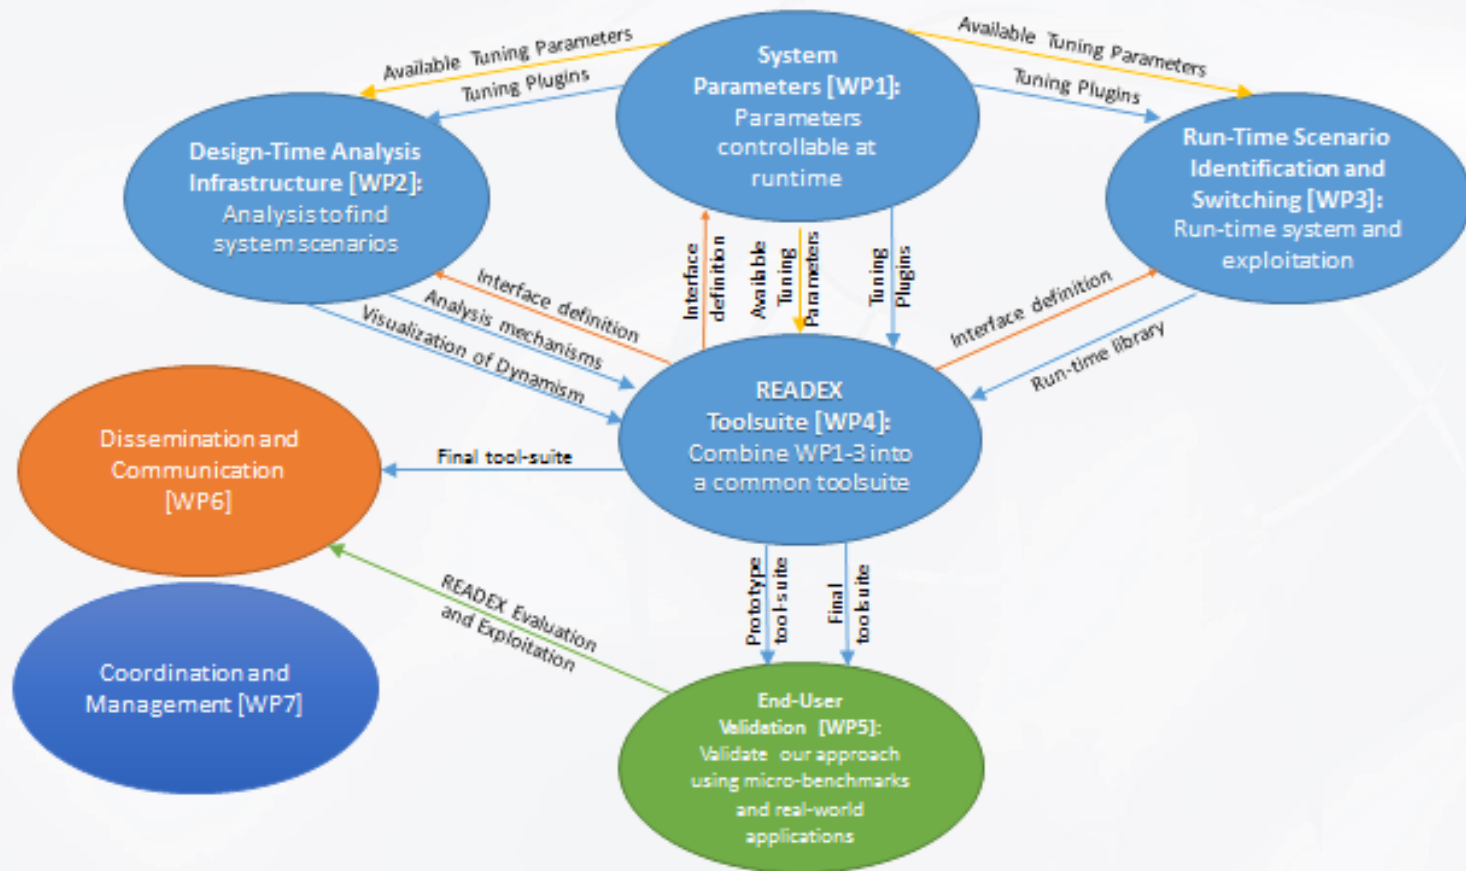 Available Tuning Parameters
Tuning Plugins
System
Parameters [WP1]:
Parameters
controllable at
runtime
Available Tuning Parameters
Tuning Plugins
Design-Time Analysis
Infrastructure [WP2]:
Analysis to find
system scenarios
Run-Time Scenario
Identification and
Switching [WP3]:
Run-time system and
exploitation
Interface definition
Analysis mechanisms
Visualization of Dynamism
Interface
definition
Available
Tuning
Parameters
Tuning
Plugins
Interface definition
Run-time library
READEX
Toolsuite [WP4]:
Combine WP1-3 into
a common toolsuite
Dissemination and
Communication
[WP6]
Final tool-suite
READEX Evaluation
and Exploitation
Prototype
tool-suite
Final
toolsuite
Coordination and
Management [WP7]
End-User
Validation [WP5]:
Validate our approach
using micro-benchmarks
and real-world
applications